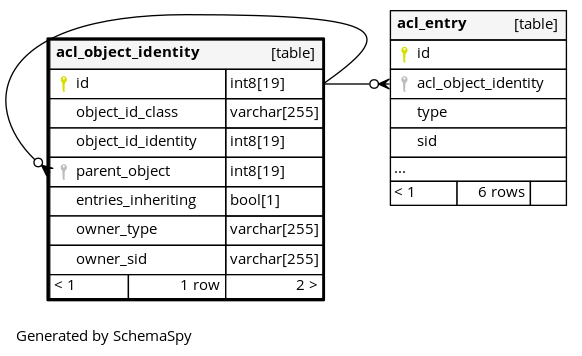 acl_object_identity [table]
id int8[19]
object_id_class varchar[255]
object_id_identity int8[19]
parent_object int8[19]
entries_inheriting bool[1]
owner_type varchar[255]
owner_sid varchar[255]
< 1 1 row 2 >
acl_entry [table]
id
acl_object_identity
type
sid
...
< 1 6 rows
Generated by SchemaSpy